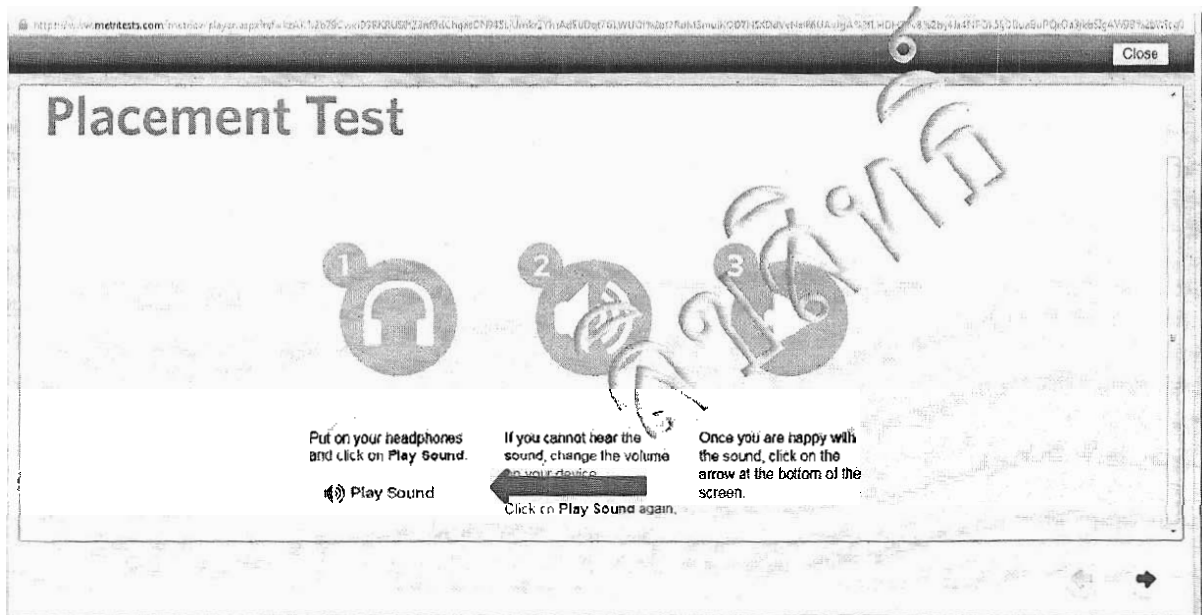 metritests.com
Close
Placement Test
1
2
3
Put on your headphones
and click on Play Sound.
Play Sound
If you cannot hear the
sound, change the volume
on your device
Click on Play Sound again.
Once you are happy with
the sound, click on the
arrow at the bottom of the
screen.